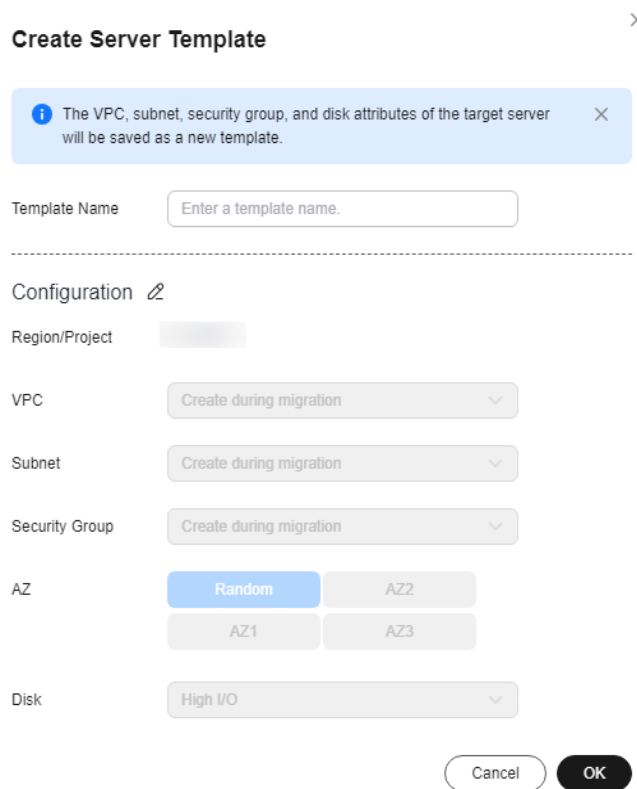 Create Server Template
The VPC, subnet, security group, and disk attributes of the target server
will be saved as a new template.
Template Name
Enter a template name.
Configuration
Region/Project
VPC
Create during migration
Subnet
Create during migration
Security Group
Create during migration
AZ
Random
AZ2
AZ1
AZ3
Disk
High I/O
Cancel
OK